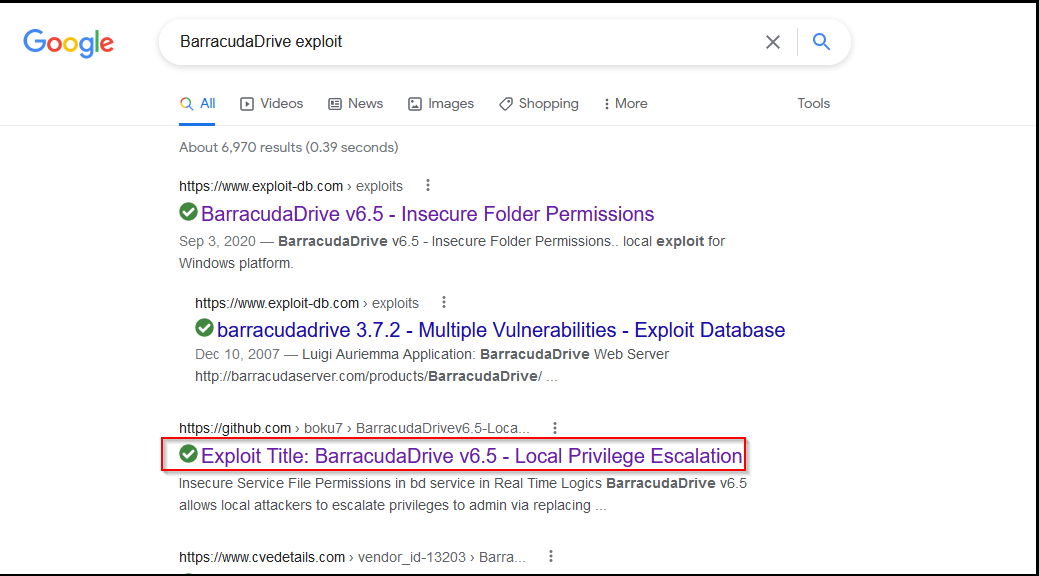 Google
BarracudaDrive exploit
All Videos News Images Shopping More Tools
About 6,970 results (0.39 seconds)
https://www.exploit-db.com › exploits
BarracudaDrive v6.5 - Insecure Folder Permissions
Sep 3, 2020 — BarracudaDrive v6.5 - Insecure Folder Permissions.. local exploit for
Windows platform.
https://www.exploit-db.com › exploits
barracudadrive 3.7.2 - Multiple Vulnerabilities - Exploit Database
Dec 10, 2007 — Luigi Auriemma Application: BarracudaDrive Web Server
http://barracudaserver.com/products/BarracudaDrive/ ...
https://github.com › boku7 › BarracudaDrivev6.5-Loca...
Exploit Title: BarracudaDrive v6.5 - Local Privilege Escalation
Insecure Service File Permissions in bd service in Real Time Logics BarracudaDrive v6.5
allows local attackers to escalate privileges to admin via replacing ...
https://www.cvedetails.com › vendor_id-13203 › Barra...